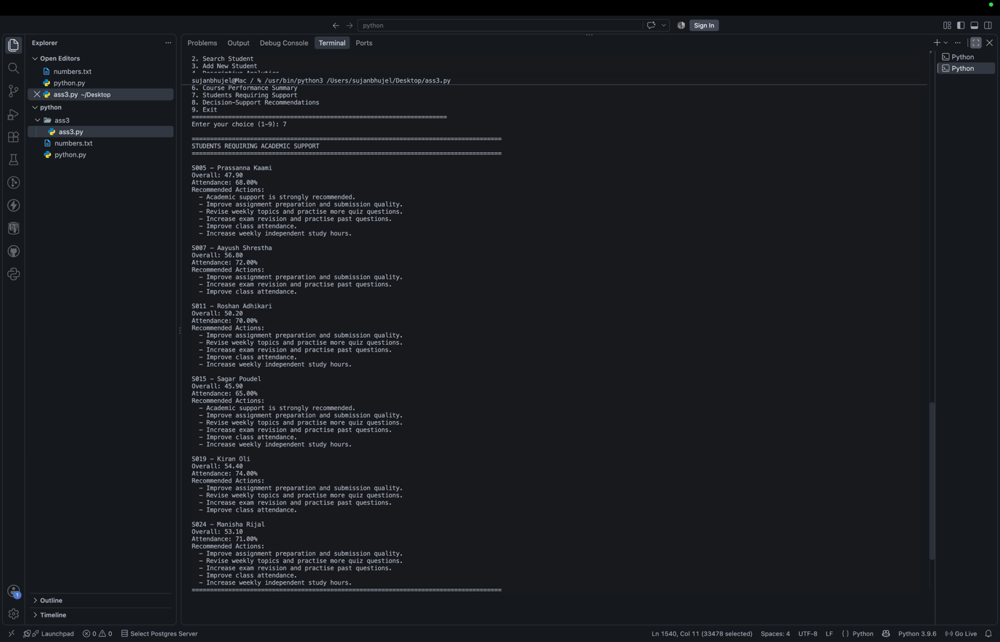 python
Sign In
Explorer
Open Editors
numbers.txt
python.py
ass3.py ~/Desktop
python
ass3
ass3.py
numbers.txt
python.py
Outline
Timeline
Problems Output Debug Console Terminal Ports
2. Search Student
3. Add New Student
4. Descriptive Analytics
sujanbhujel@Mac / % /usr/bin/python3 /Users/sujanbhujel/Desktop/ass3.py
6. Course Performance Summary
7. Students Requiring Support
8. Decision-Support Recommendations
9. Exit
======================================================================
Enter your choice (1-9): 7
=====================================================================================
STUDENTS REQUIRING ACADEMIC SUPPORT
=====================================================================================
S005 - Prassanna Kaami
Overall: 47.90
Attendance: 68.00%
Recommended Actions:
- Academic support is strongly recommended.
- Improve assignment preparation and submission quality.
- Revise weekly topics and practise more quiz questions.
- Increase exam revision and practise past questions.
- Improve class attendance.
- Increase weekly independent study hours.
S007 - Aayush Shrestha
Overall: 56.80
Attendance: 72.00%
Recommended Actions:
- Improve assignment preparation and submission quality.
- Increase exam revision and practise past questions.
- Improve class attendance.
S011 - Roshan Adhikari
Overall: 50.20
Attendance: 70.00%
Recommended Actions:
- Improve assignment preparation and submission quality.
- Revise weekly topics and practise more quiz questions.
- Increase exam revision and practise past questions.
- Improve class attendance.
- Increase weekly independent study hours.
S015 - Sagar Poudel
Overall: 45.90
Attendance: 65.00%
Recommended Actions:
- Academic support is strongly recommended.
- Improve assignment preparation and submission quality.
- Revise weekly topics and practise more quiz questions.
- Increase exam revision and practise past questions.
- Improve class attendance.
- Increase weekly independent study hours.
S019 - Kiran Oli
Overall: 54.40
Attendance: 74.00%
Recommended Actions:
- Improve assignment preparation and submission quality.
- Revise weekly topics and practise more quiz questions.
- Increase exam revision and practise past questions.
- Improve class attendance.
S024 - Manisha Rijal
Overall: 53.10
Attendance: 71.00%
Recommended Actions:
- Improve assignment preparation and submission quality.
- Revise weekly topics and practise more quiz questions.
- Increase exam revision and practise past questions.
- Improve class attendance.
- Increase weekly independent study hours.
=====================================================================================
Python
Python
1
Launchpad 0 0 Select Postgres Server Ln 1540, Col 11 (33478 selected) Spaces: 4 UTF-8 LF { } Python Python 3.9.6 Go Live